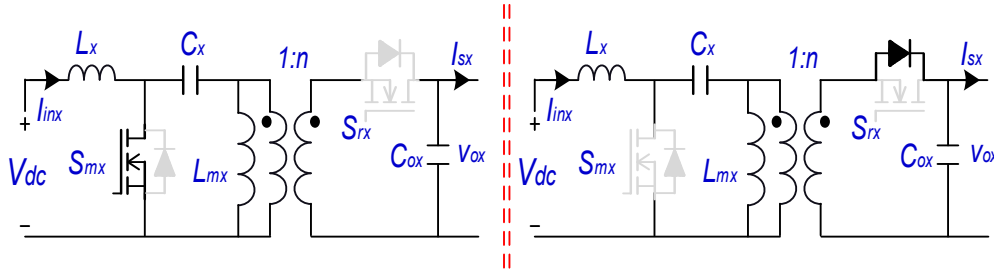 Lx
Cx
1:n
Isx
Iinx
+
Vdc
Smx
Lmx
Srx
Cox
vox
-
Lx
Cx
1:n
Isx
Iinx
+
Vdc
Smx
Lmx
Srx
Cox
vox
-